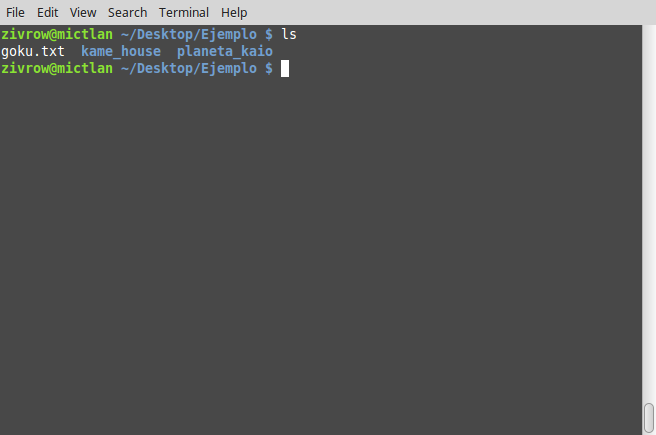 File Edit View Search Terminal Help
zivrow@mictlan ~/Desktop/Ejemplo $ ls
goku.txt kame_house planeta_kaio
zivrow@mictlan ~/Desktop/Ejemplo $